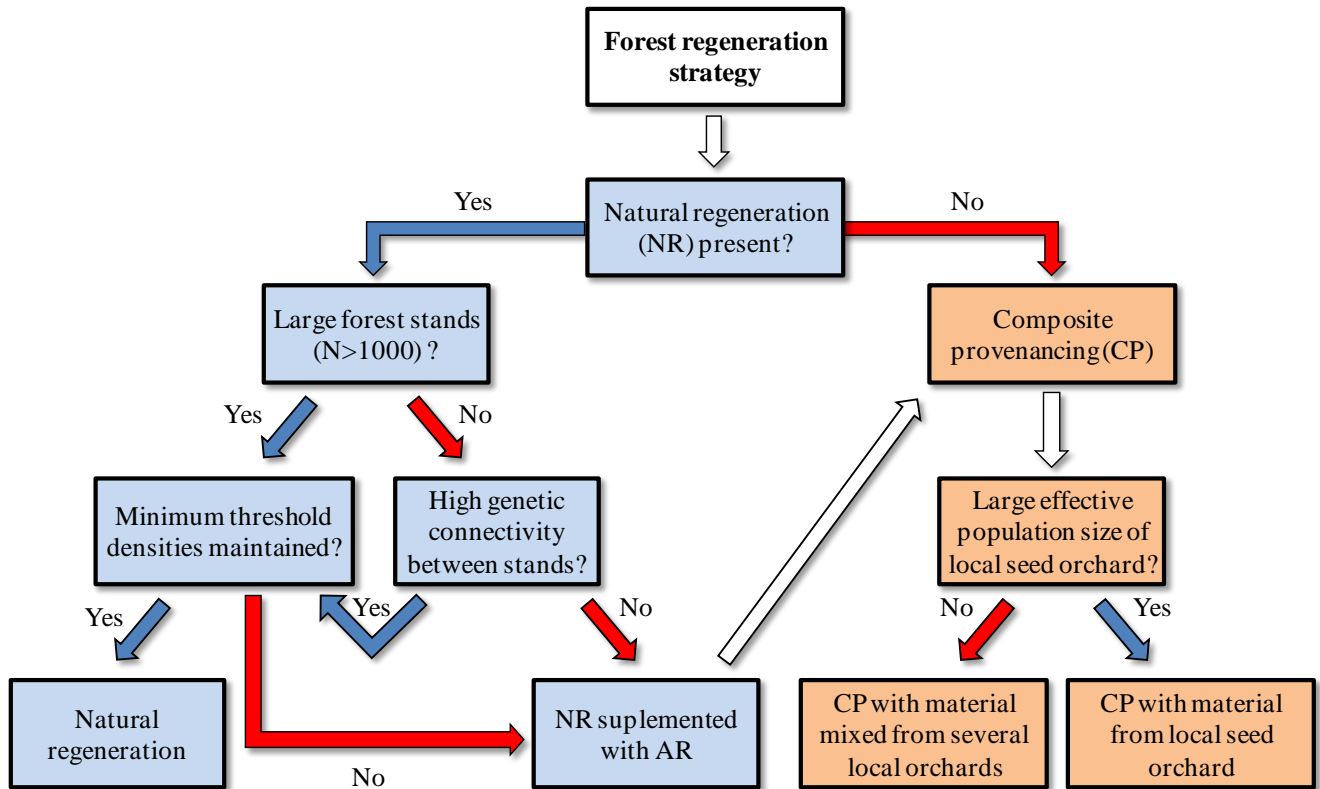 Forest regeneration
strategy
Yes
Natural regeneration
(NR) present?
No
Large forest stands
(N>1000) ?
Composite
provenancing (CP)
Yes
No
Minimum threshold
densities maintained?
High genetic
connectivity
between stands?
Large effective
population size of
local seed orchard?
Yes
Yes
No
No
Yes
Natural
regeneration
No
NR suplemented
with AR
CP with material
mixed from several
local orchards
CP with material
from local seed
orchard